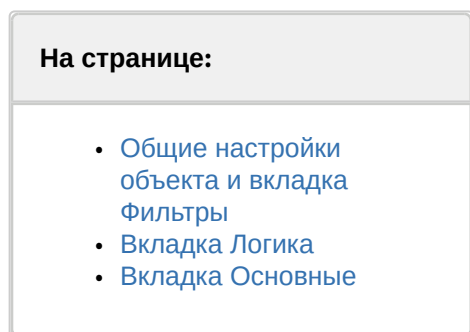 На странице:
• Общие настройки
объекта и вкладка
Фильтры
• Вкладка Логика
• Вкладка Основные